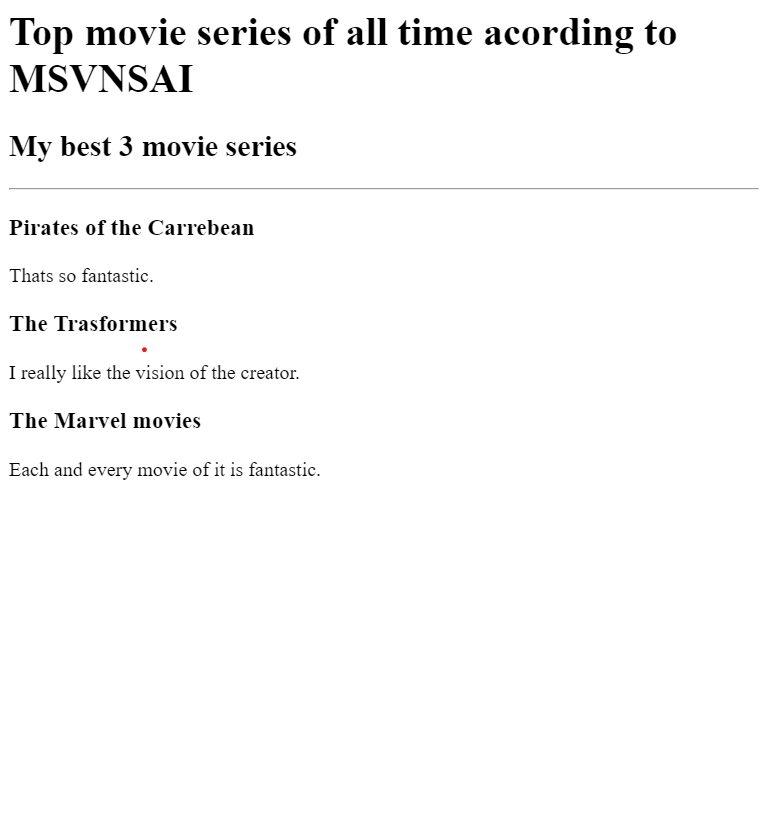 Top movie series of all time acording to
MSVNSAI
My best 3 movie series
Pirates of the Carrebean
Thats so fantastic.
The Trasformers
I really like the vision of the creator.
The Marvel movies
Each and every movie of it is fantastic.